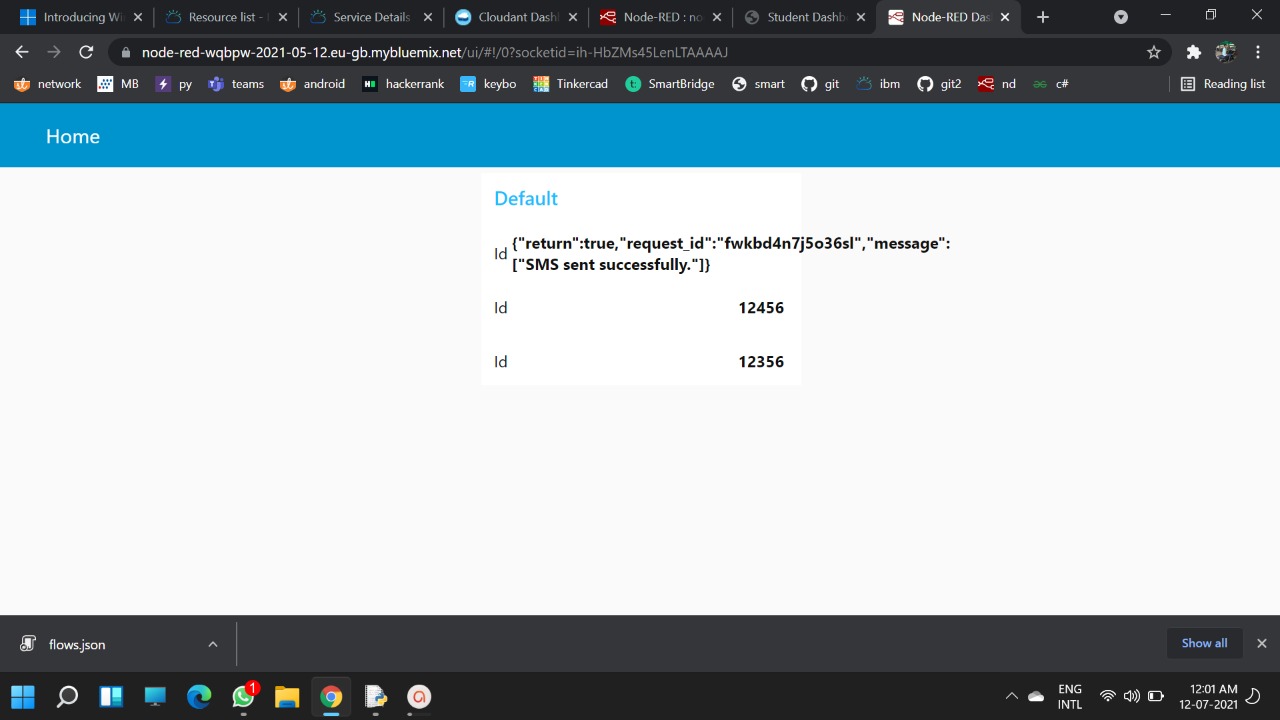 Introducing Wi
Resource list -
Service Details
Cloudant Dash
Node-RED : no
Student Dashb
Node-RED Das
node-red-wqbpw-2021-05-12.eu-gb.mybluemix.net/ui/#!/0?socketid=ih-HbZMs45LenLTAAAAJ
network
MB
py
teams
android
hackerrank
keybo
Tinkercad
SmartBridge
smart
git
ibm
git2
nd
c#
Reading list
Home
Default
Id {"return":true,"request_id":"fwkbd4n7j5o36sl","message":
["SMS sent successfully."]}
Id 12456
Id 12356
flows.json
Show all
1
ENG
INTL
12:01 AM
12-07-2021